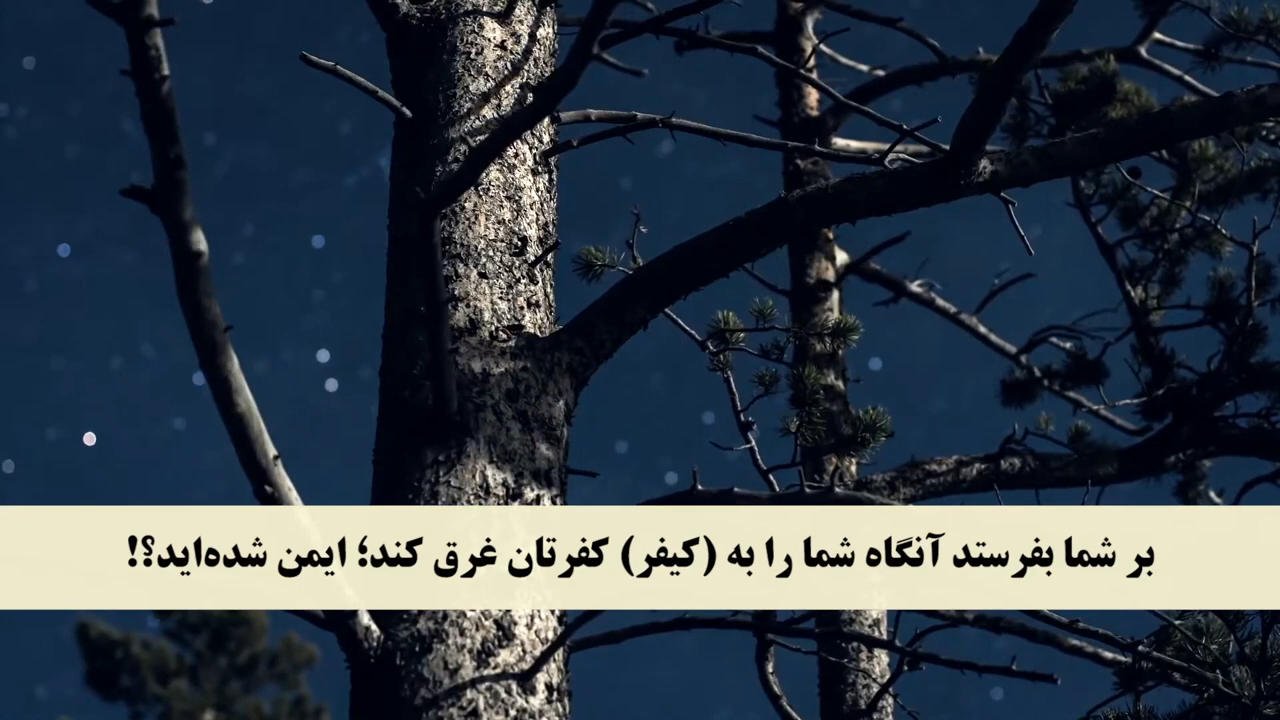 بر شما بفرستد آنگاه شما را به (کیفر) کفرتان غرق کند؛ ایمن شده‌اید؟!